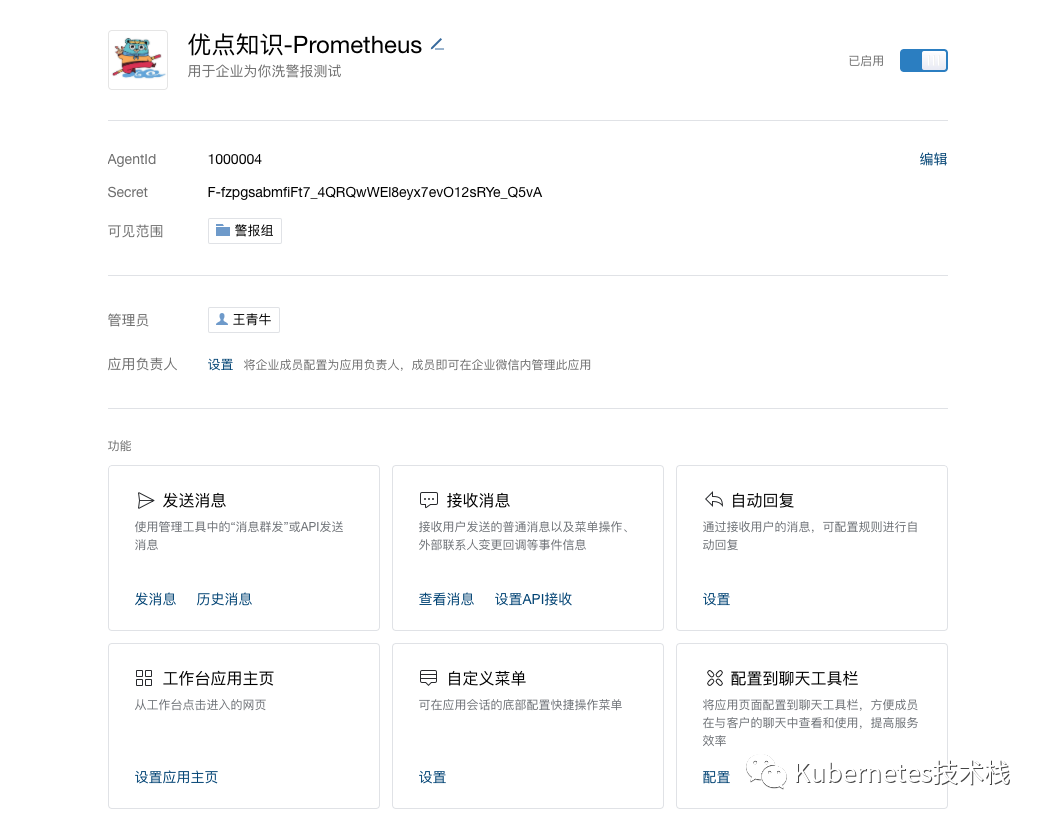 优点知识-Prometheus
用于企业为你洗警报测试
已启用
AgentId 1000004
编辑
Secret F-fzpgsabmfiFt7_4QRQwWEl8eyx7evO12sRYe_Q5vA
可见范围 警报组
管理员 王青牛
应用负责人 设置 将企业成员配置为应用负责人，成员即可在企业微信内管理此应用
功能
发送消息
使用管理工具中的“消息群发”或API发送
消息
发消息 历史消息
接收消息
接收用户发送的普通消息以及菜单操作、
外部联系人变更回调等事件信息
查看消息 设置API接收
自动回复
通过接收用户的消息，可配置规则进行自
动回复
设置
工作台应用主页
从工作台点击进入的网页
设置应用主页
自定义菜单
可在应用会话的底部配置快捷操作菜单
设置
配置到聊天工具栏
将应用页面配置到聊天工具栏，方便成员
在与客户的聊天中查看和使用，提高服务
效率
配置
Kubernetes技术栈